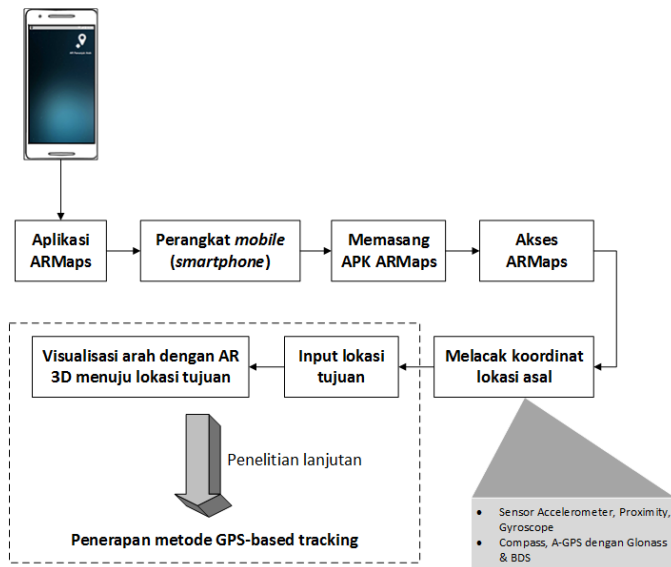 Aplikasi
ARMaps
Perangkat mobile
(smartphone)
Memasang
APK ARMaps
Akses
ARMaps
Visualisasi arah dengan AR
3D menuju lokasi tujuan
Input lokasi
tujuan
Melacak koordinat
lokasi asal
Penelitian lanjutan
Penerapan metode GPS-based tracking
• Sensor Accelerometer, Proximity,
Gyroscope
• Compass, A-GPS dengan Glonass
& BDS